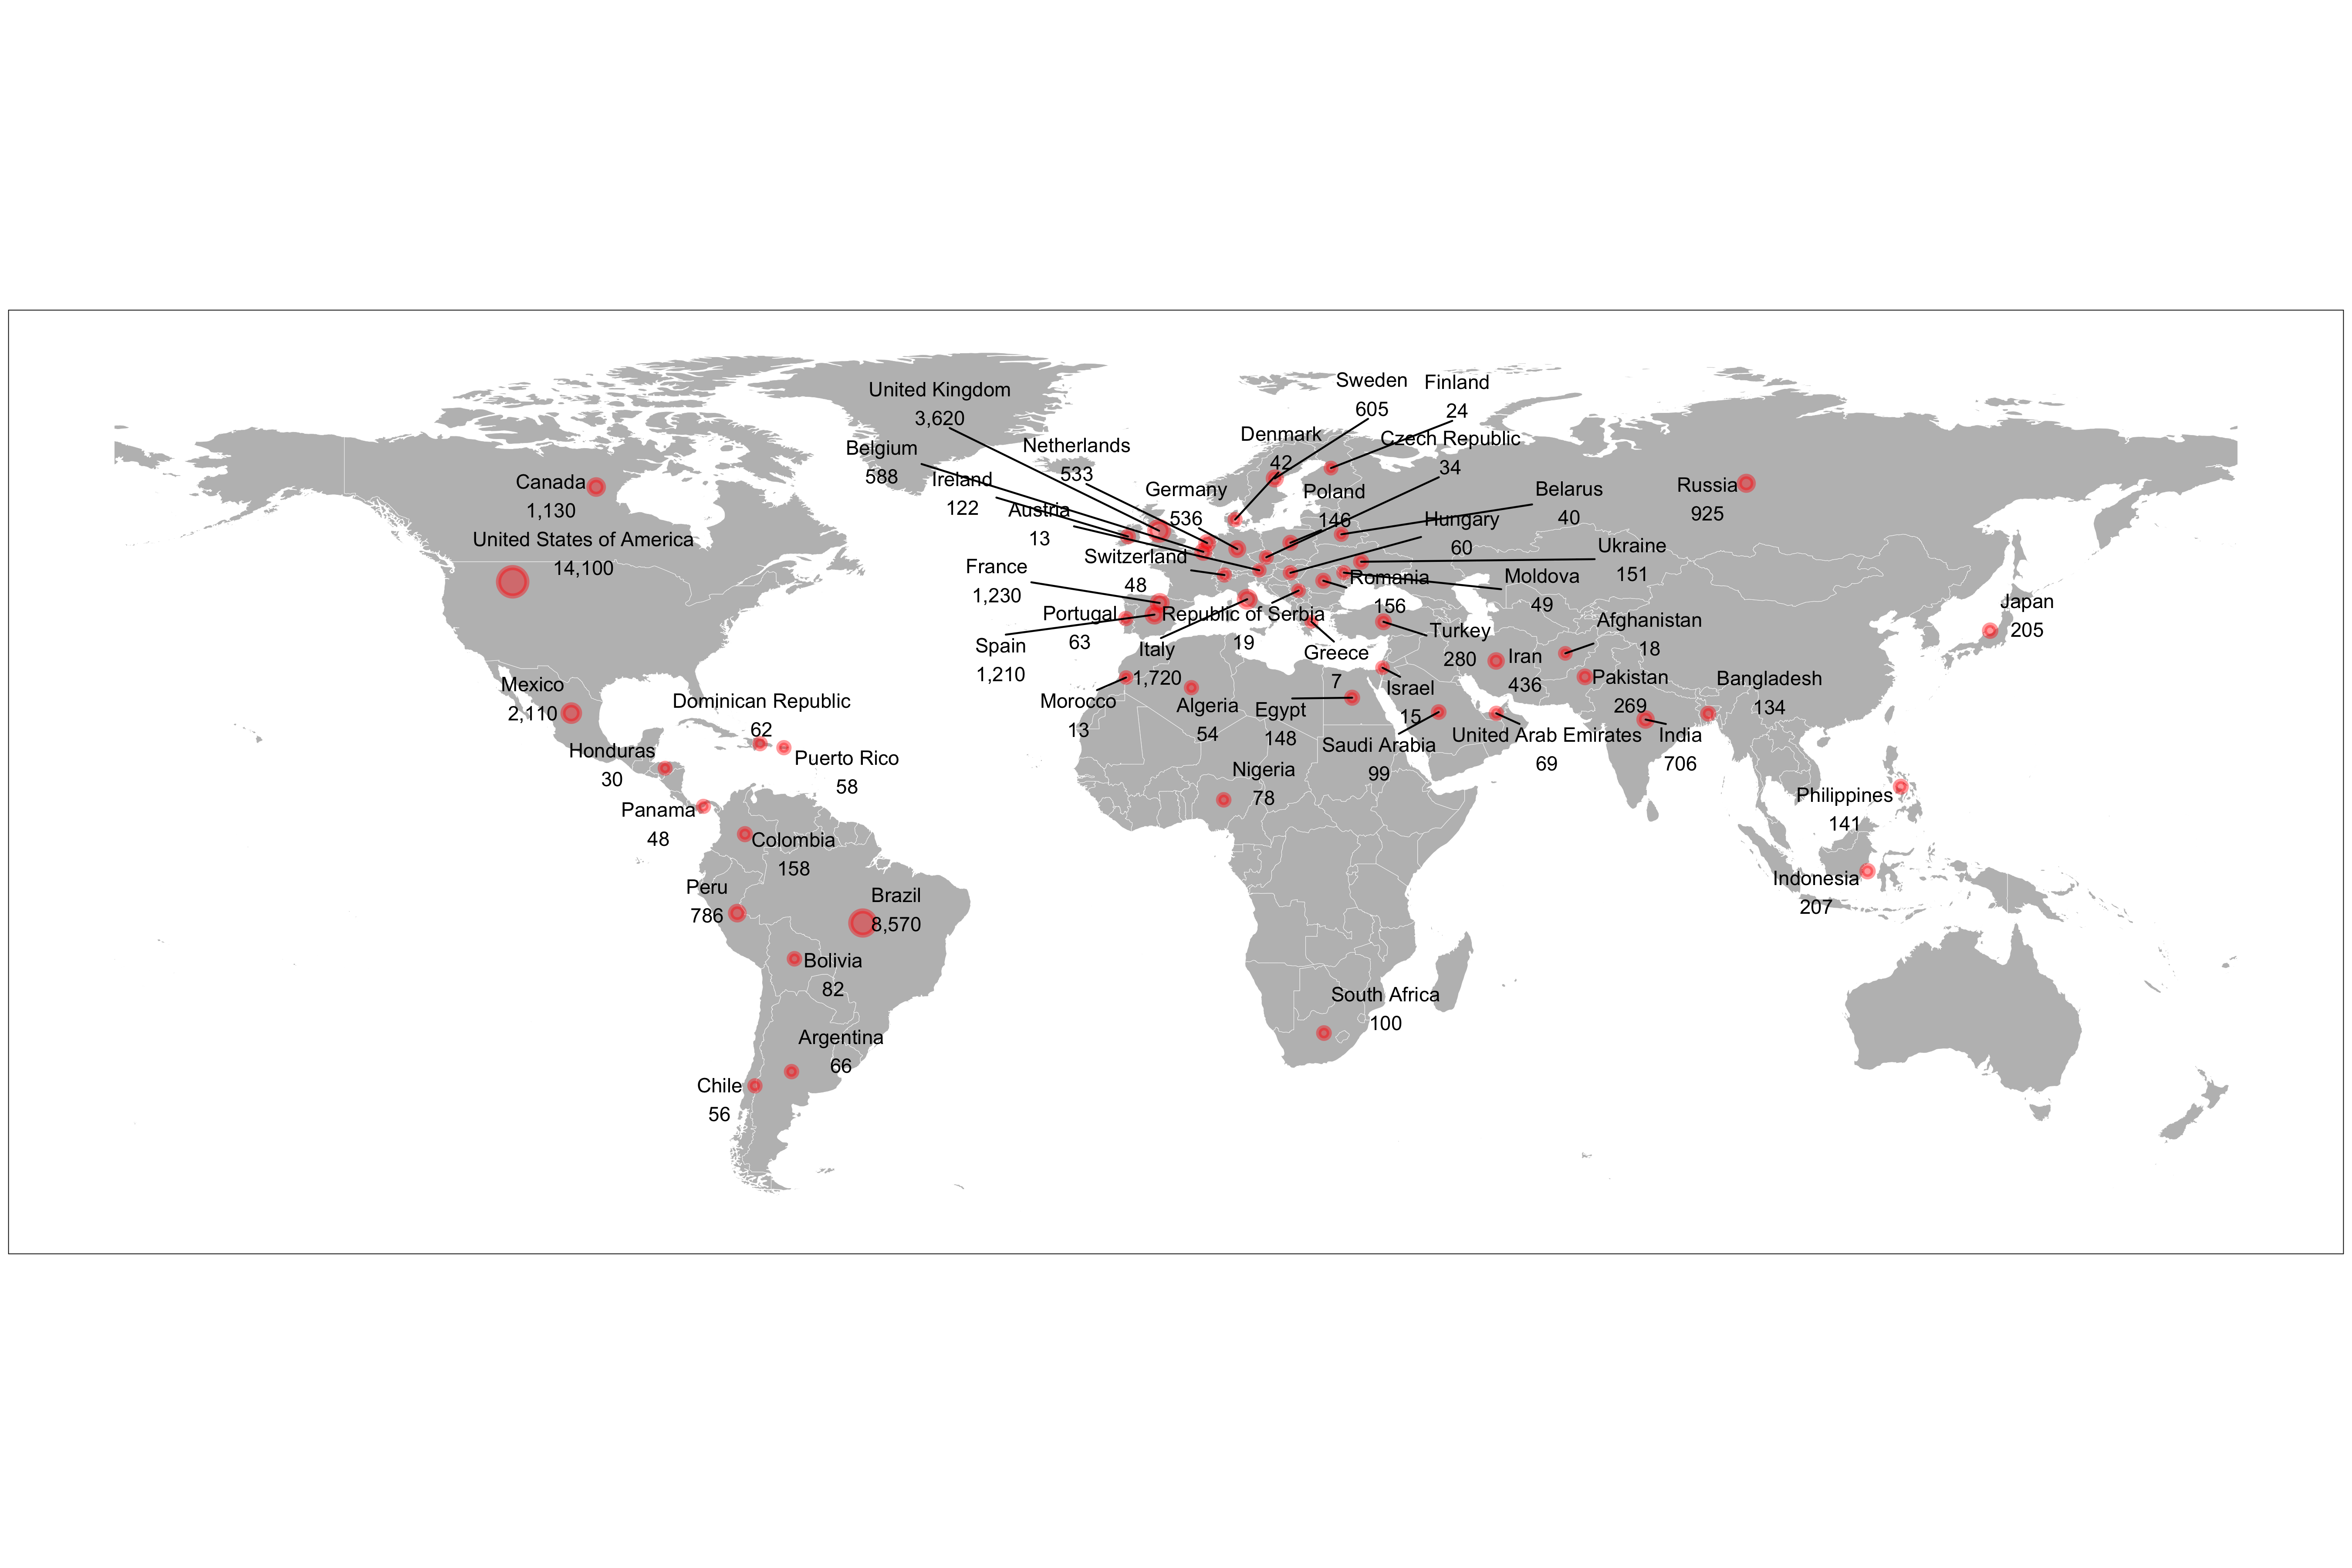 United Kingdom
3,620
Belgium
588
Netherlands
533
Ireland
122
Austria
13
Sweden
605
Finland
24
Denmark
42
Czech Republic
34
Germany
536
Poland
146
Belarus
40
Hungary
60
Ukraine
151
Switzerland
48
France
1,230
Romania
156
Moldova
49
Portugal
63
Republic of Serbia
19
Spain
1,210
Italy
1,720
Greece
7
Turkey
280
Canada
1,130
United States of America
14,100
Mexico
2,110
Dominican Republic
62
Puerto Rico
58
Honduras
30
Panama
48
Colombia
158
Peru
786
Brazil
8,570
Bolivia
82
Argentina
66
Chile
56
Morocco
13
Algeria
54
Egypt
148
Israel
15
Saudi Arabia
99
United Arab Emirates
69
Nigeria
78
South Africa
100
Russia
925
Iran
436
Afghanistan
18
Pakistan
269
India
706
Bangladesh
134
Japan
205
Philippines
141
Indonesia
207